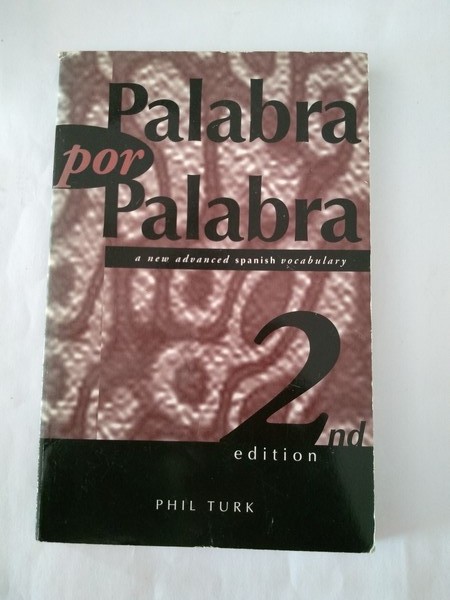 Palabra
por
Palabra
a new advanced spanish vocabulary
2nd
edition
PHIL TURK